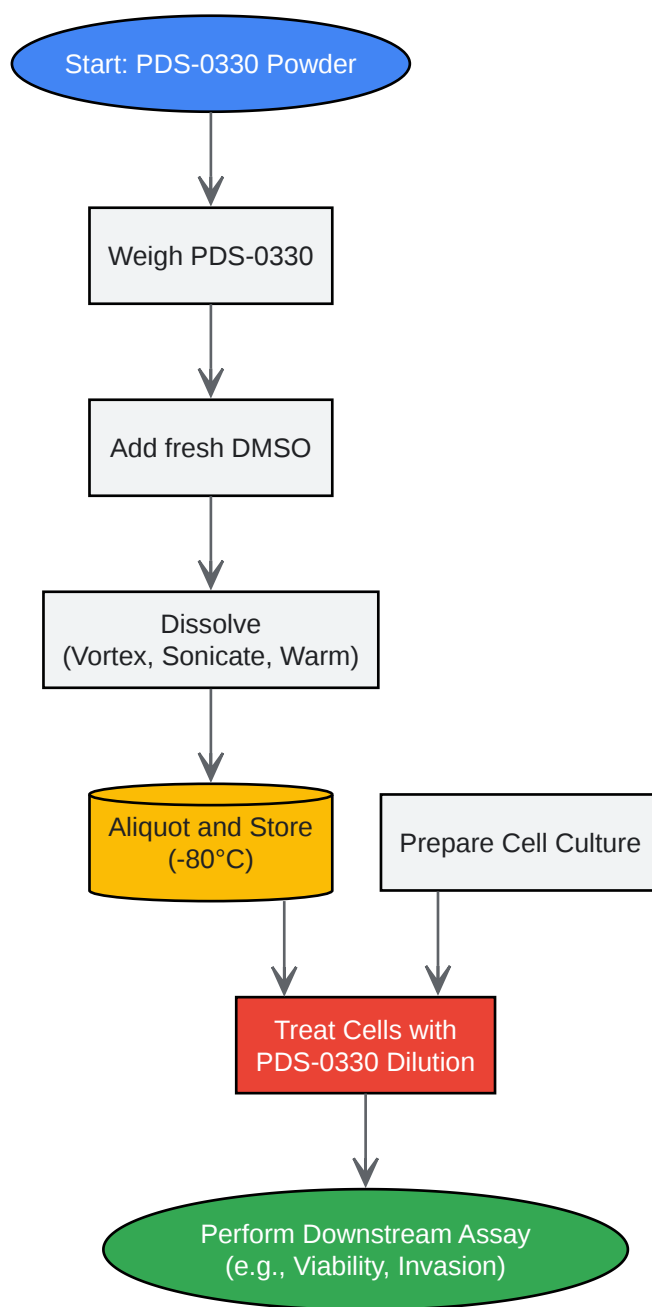 Start: PDS-0330 Powder
Weigh PDS-0330
Add fresh DMSO
Dissolve
(Vortex, Sonicate, Warm)
Aliquot and Store
(-80°C)
Prepare Cell Culture
Treat Cells with
PDS-0330 Dilution
Perform Downstream Assay
(e.g., Viability, Invasion)